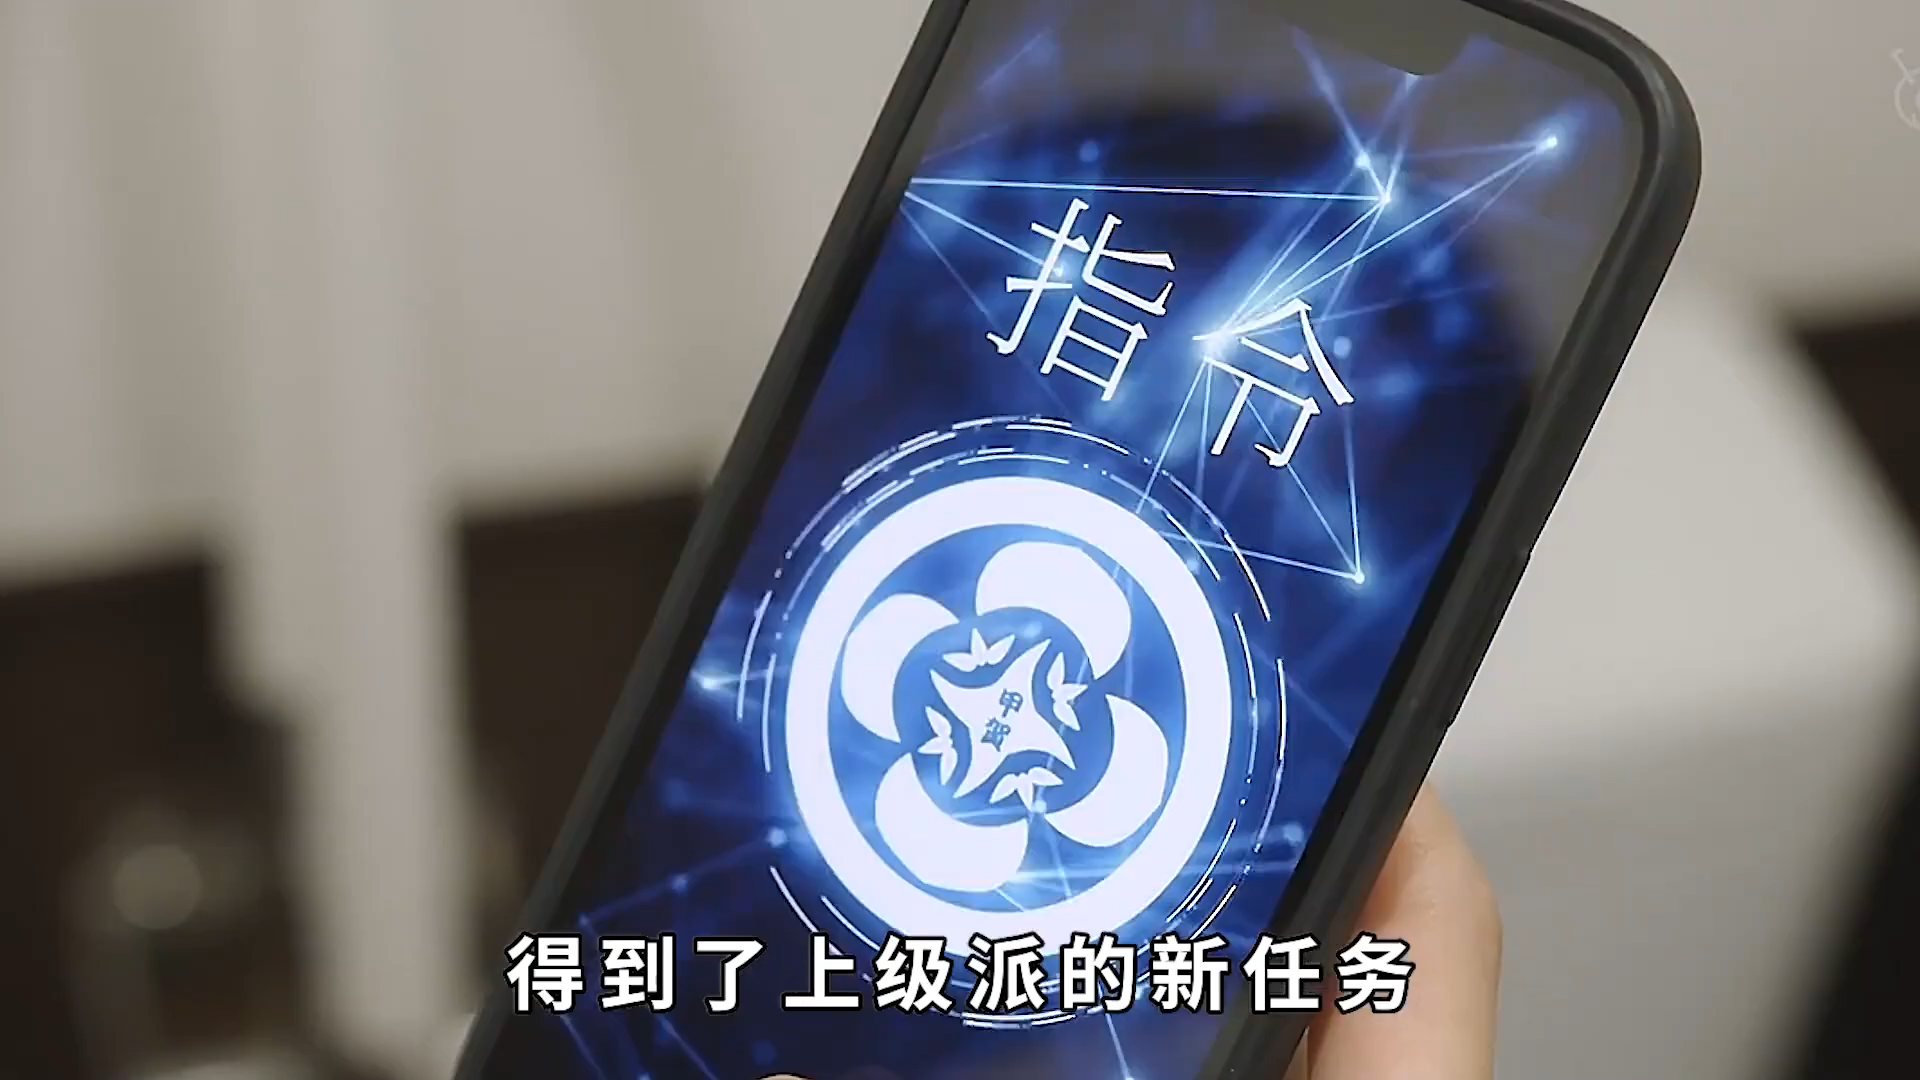 指令
甲
賀
得到了上级派的新任务